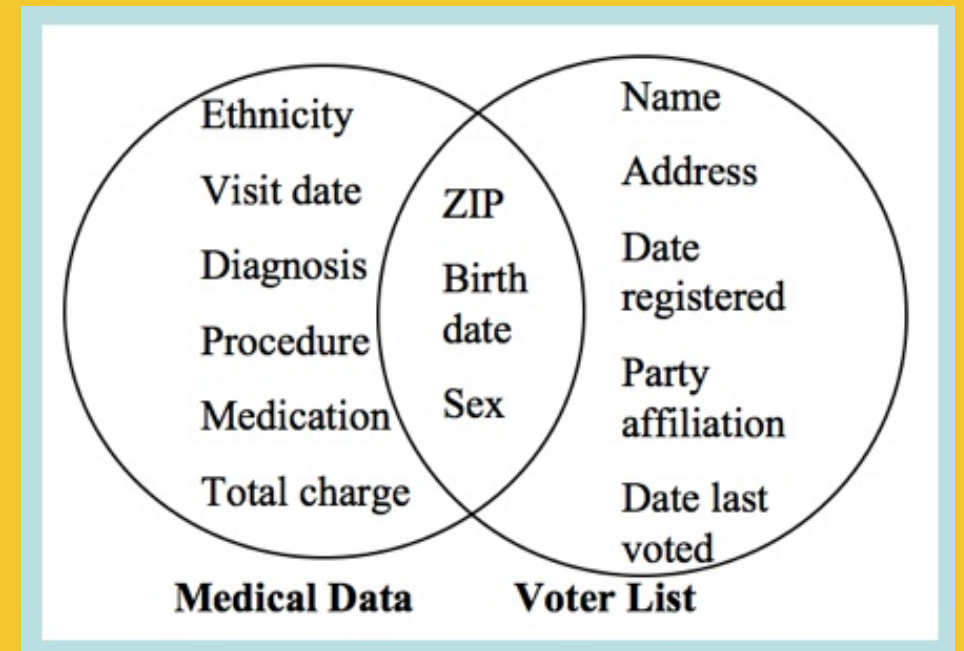 Ethnicity
Visit date
Diagnosis
Procedure
Medication
Total charge
ZIP
Birth
date
Sex
Name
Address
Date
registered
Party
affiliation
Date last
voted
Medical Data
Voter List